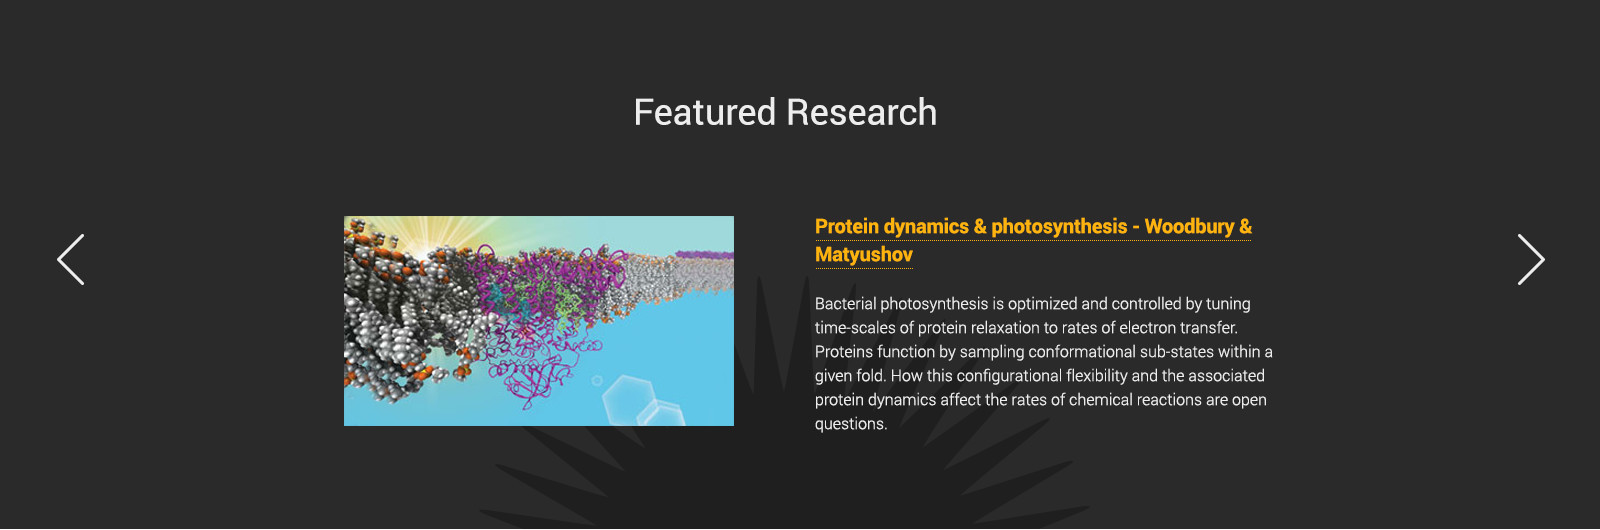 Featured Research
Protein dynamics & photosynthesis - Woodbury &
Matyushov
Bacterial photosynthesis is optimized and controlled by tuning
time-scales of protein relaxation to rates of electron transfer.
Proteins function by sampling conformational sub-states within a
given fold. How this configurational flexibility and the associated
protein dynamics affect the rates of chemical reactions are open
questions.